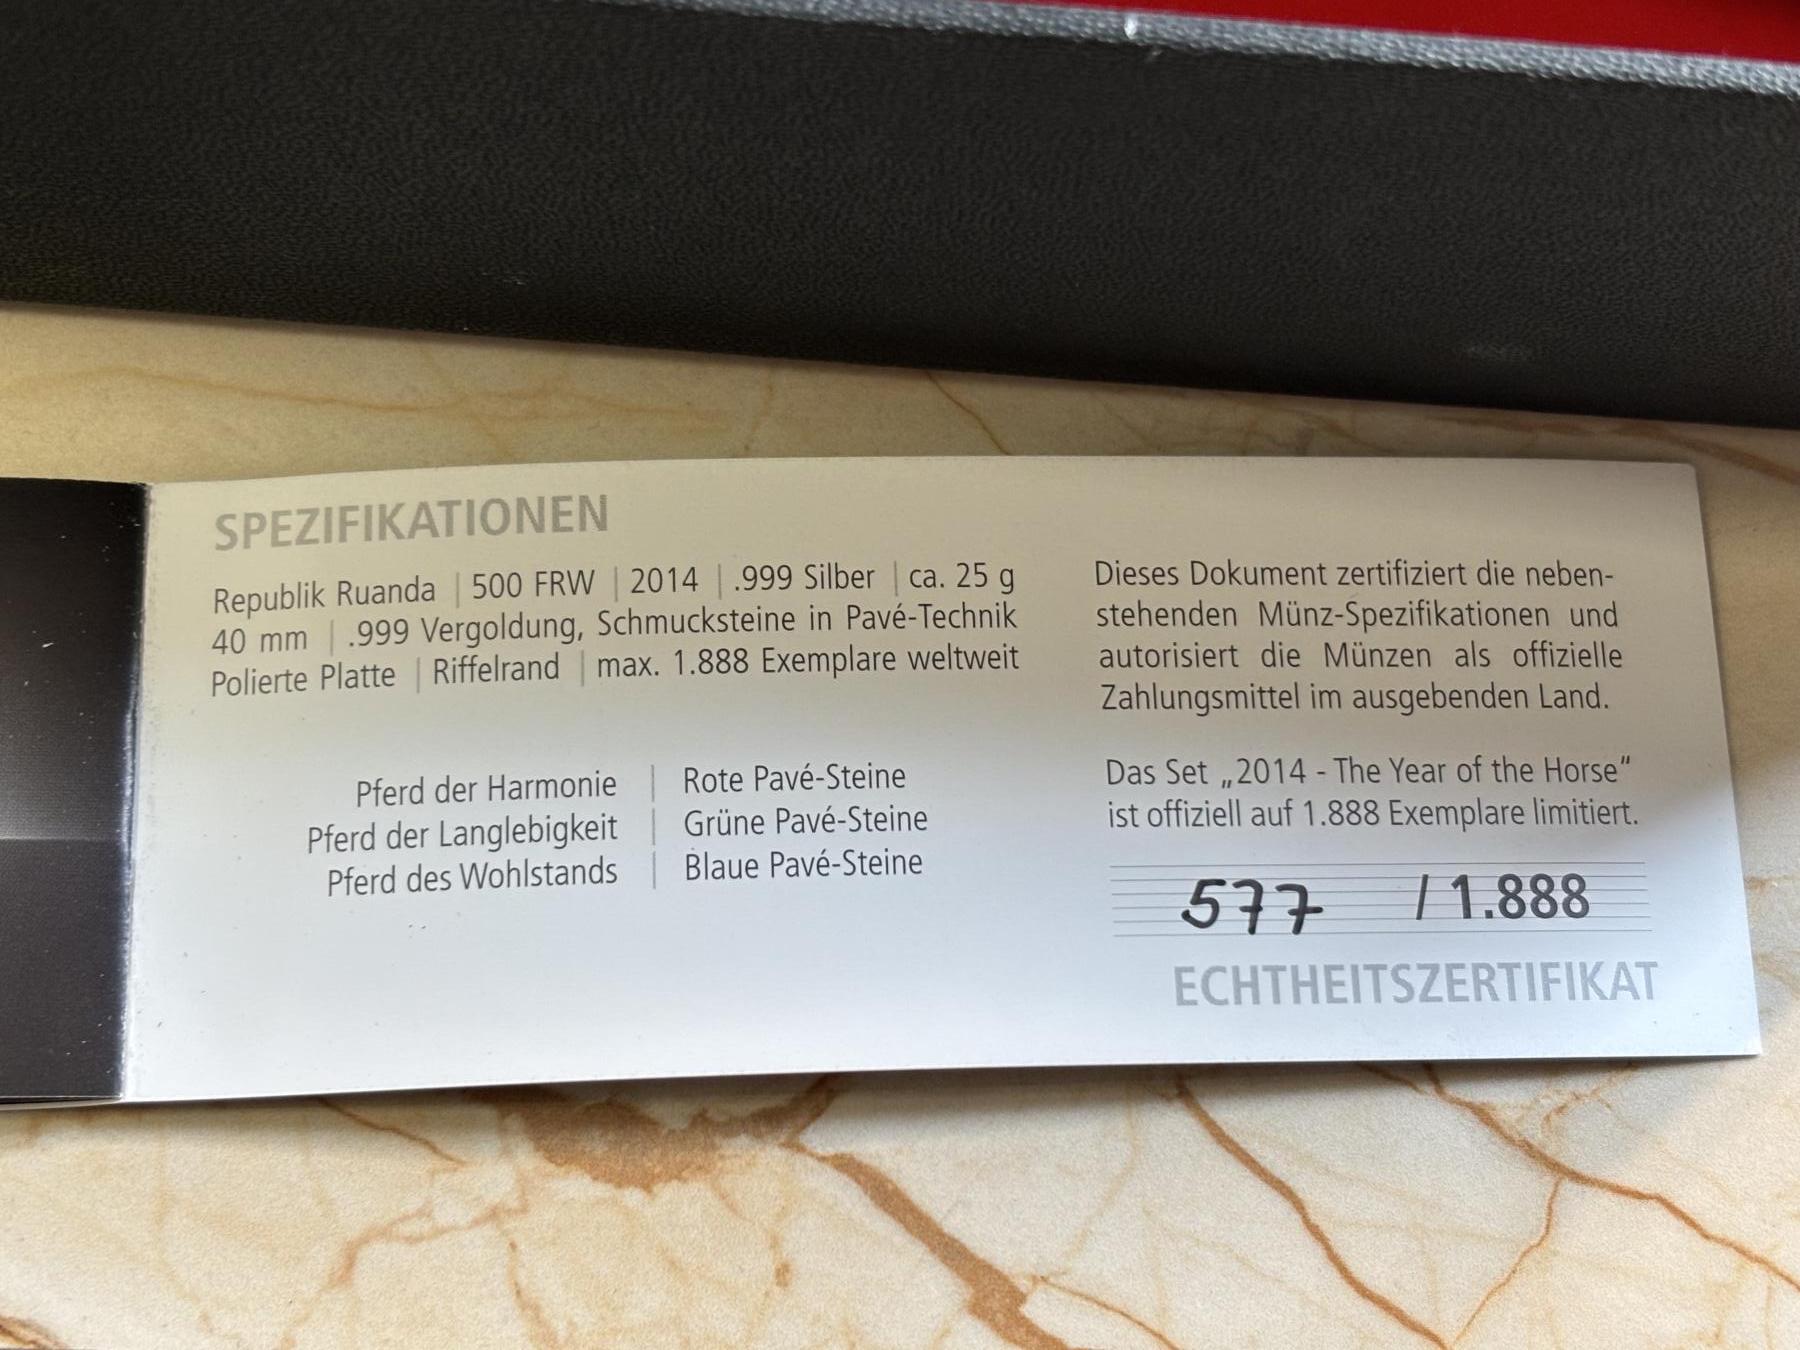 SPEZIFIKATIONEN
Republik Ruanda | 500 FRW | 2014 | .999 Silber | ca. 25 g
40 mm | .999 Vergoldung, Schmucksteine in Pavé-Technik
Polierte Platte | Riffelrand | max. 1.888 Exemplare weltweit
Pferd der Harmonie | Rote Pavé-Steine
Pferd der Langlebigkeit | Grüne Pavé-Steine
Pferd des Wohlstands | Blaue Pavé-Steine
Dieses Dokument zertifiziert die neben-
stehenden Münz-Spezifikationen und
autorisiert die Münzen als offizielle
Zahlungsmittel im ausgebenden Land.
Das Set „2014 - The Year of the Horse"
ist offiziell auf 1.888 Exemplare limitiert.
577 / 1.888
ECHTHEITSZERTIFIKAT